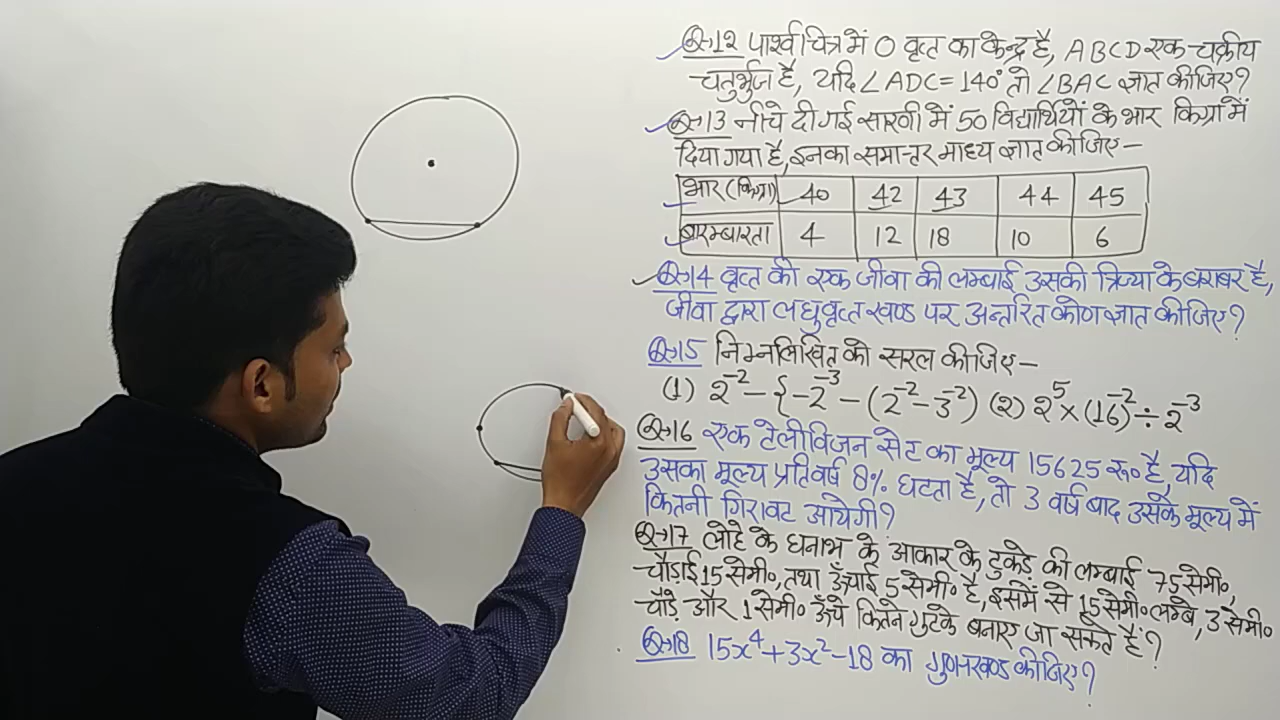 Q→12 पार्श्व चित्र में O वृत्त का केन्द्र है, ABCD एक चक्रीय
चतुर्भुज है, यदि ∠ADC = 140° तो ∠BAC ज्ञात कीजिए?
Q→13 नीचे दी गई सारणी में 50 विद्यार्थियों के भार किग्रा में
दिया गया है, इनका समान्तर माध्य ज्ञात कीजिए–
भार (किग्रा) 40 42 43 44 45
बारम्बारता 4 12 18 10 6
Q→14 वृत्त की एक जीवा की लम्बाई उसकी त्रिज्या के बराबर है,
जीवा द्वारा लघुवृत्तखण्ड पर अन्तरित कोण ज्ञात कीजिए?
Q→15 निम्नलिखित को सरल कीजिए–
(1) 2⁻² – {–2⁻³ – (2⁻² – 3⁻²) (2) 2⁵ × (16)⁻² ÷ 2⁻³
Q→16 एक टेलीविजन सेट का मूल्य 15625 रू० है, यदि
उसका मूल्य प्रतिवर्ष 8% घटता है, तो 3 वर्ष बाद उसके मूल्य में
कितनी गिरावट आयेगी?
Q→17 लोहे के घनाभ के आकार के टुकड़े की लम्बाई 75 सेमी०,
चौडाई 15 सेमी०, तथा ऊँचाई 5 सेमी० है, इसमें से 15 सेमी० लम्बे, 3 सेमी०
चौड़े और 1 सेमी० ऊँचे कितने गुटके बनाए जा सकते हैं?
Q→18 15x⁴ + 3x² – 18 का गुणनखण्ड कीजिए?